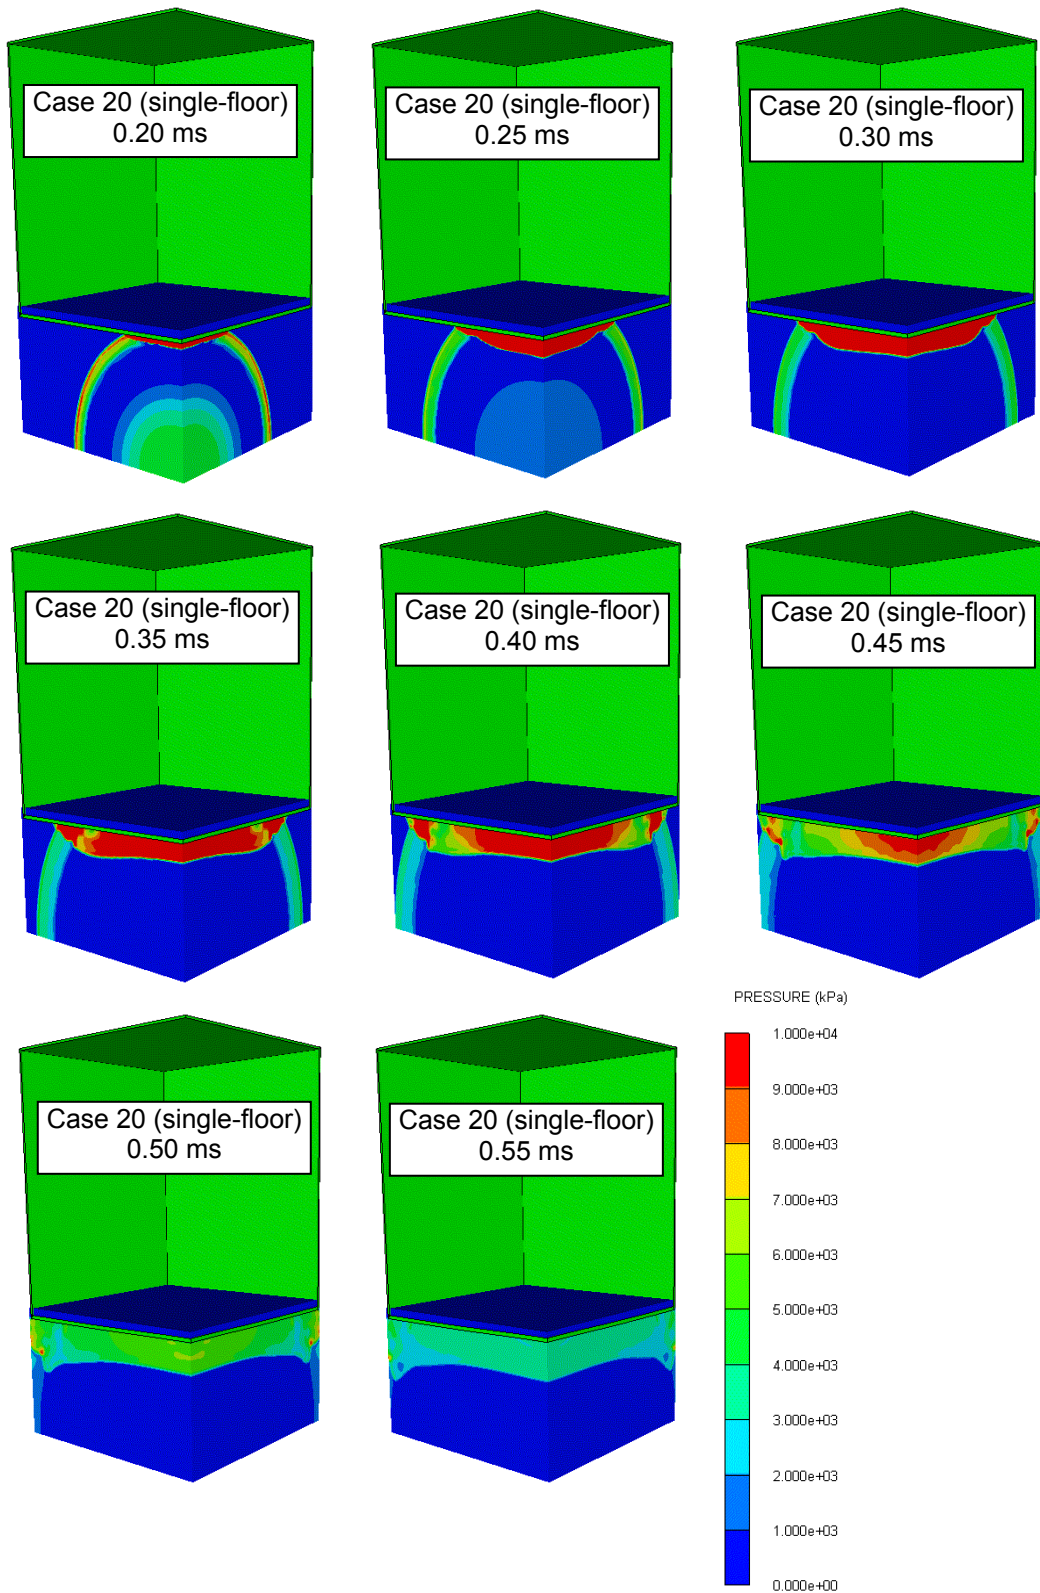 Case 20 (single-floor)
0.20 ms
Case 20 (single-floor)
0.25 ms
Case 20 (single-floor)
0.30 ms
Case 20 (single-floor)
0.35 ms
Case 20 (single-floor)
0.40 ms
Case 20 (single-floor)
0.45 ms
Case 20 (single-floor)
0.50 ms
Case 20 (single-floor)
0.55 ms
PRESSURE (kPa)
1.000e+04
9.000e+03
8.000e+03
7.000e+03
6.000e+03
5.000e+03
4.000e+03
3.000e+03
2.000e+03
1.000e+03
0.000e+00